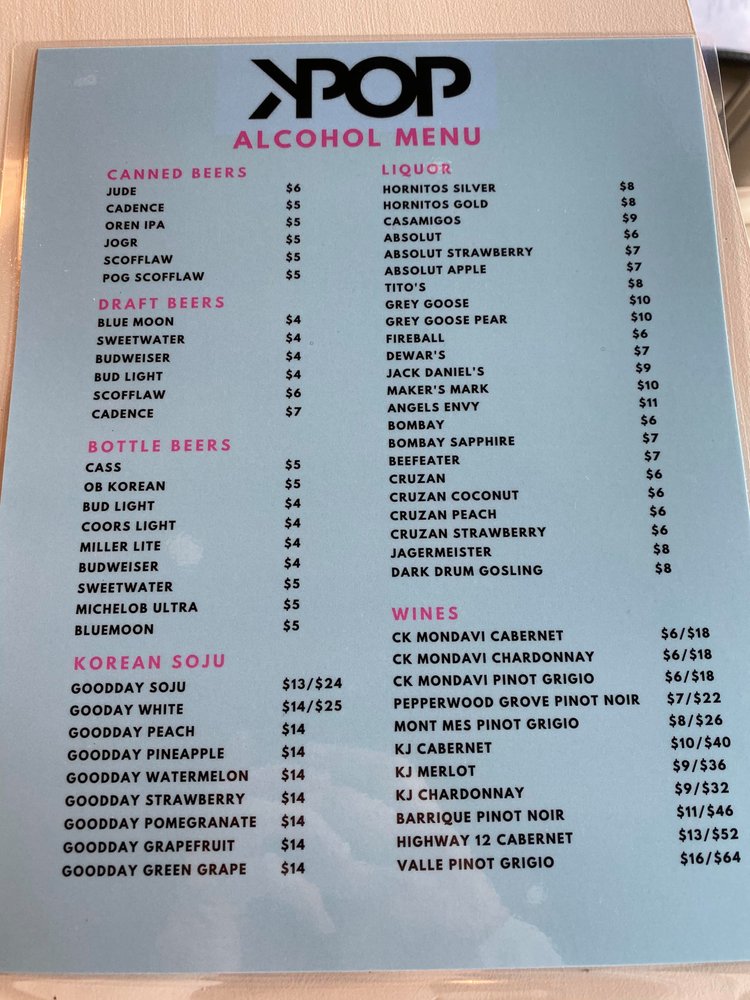 KPOP
ALCOHOL MENU
CANNED BEERS
JUDE $6
CADENCE $5
OREN IPA $5
JOGR $5
SCOFFLAW $5
POG SCOFFLAW $5
DRAFT BEERS
BLUE MOON $4
SWEETWATER $4
BUDWEISER $4
BUD LIGHT $4
SCOFFLAW $6
CADENCE $7
BOTTLE BEERS
CASS $5
OB KOREAN $5
BUD LIGHT $4
COORS LIGHT $4
MILLER LITE $4
BUDWEISER $4
SWEETWATER $5
MICHELOB ULTRA $5
BLUEMOON $5
KOREAN SOJU
GOODDAY SOJU $13/$24
GOODAY WHITE $14/$25
GOODDAY PEACH $14
GOODDAY PINEAPPLE $14
GOODDAY WATERMELON $14
GOODDAY STRAWBERRY $14
GOODDAY POMEGRANATE $14
GOODDAY GRAPEFRUIT $14
GOODDAY GREEN GRAPE $14
LIQUOR
HORNITOS SILVER $8
HORNITOS GOLD $8
CASAMIGOS $9
ABSOLUT $6
ABSOLUT STRAWBERRY $7
ABSOLUT APPLE $7
TITO'S $8
GREY GOOSE $10
GREY GOOSE PEAR $10
FIREBALL $6
DEWAR'S $7
JACK DANIEL'S $9
MAKER'S MARK $10
ANGELS ENVY $11
BOMBAY $6
BOMBAY SAPPHIRE $7
BEEFEATER $7
CRUZAN $6
CRUZAN COCONUT $6
CRUZAN PEACH $6
CRUZAN STRAWBERRY $6
JAGERMEISTER $8
DARK DRUM GOSLING $8
WINES
CK MONDAVI CABERNET $6/$18
CK MONDAVI CHARDONNAY $6/$18
CK MONDAVI PINOT GRIGIO $6/$18
PEPPERWOOD GROVE PINOT NOIR $7/$22
MONT MES PINOT GRIGIO $8/$26
KJ CABERNET $10/$40
KJ MERLOT $9/$36
KJ CHARDONNAY $9/$32
BARRIQUE PINOT NOIR $11/$46
HIGHWAY 12 CABERNET $13/$52
VALLE PINOT GRIGIO $16/$64